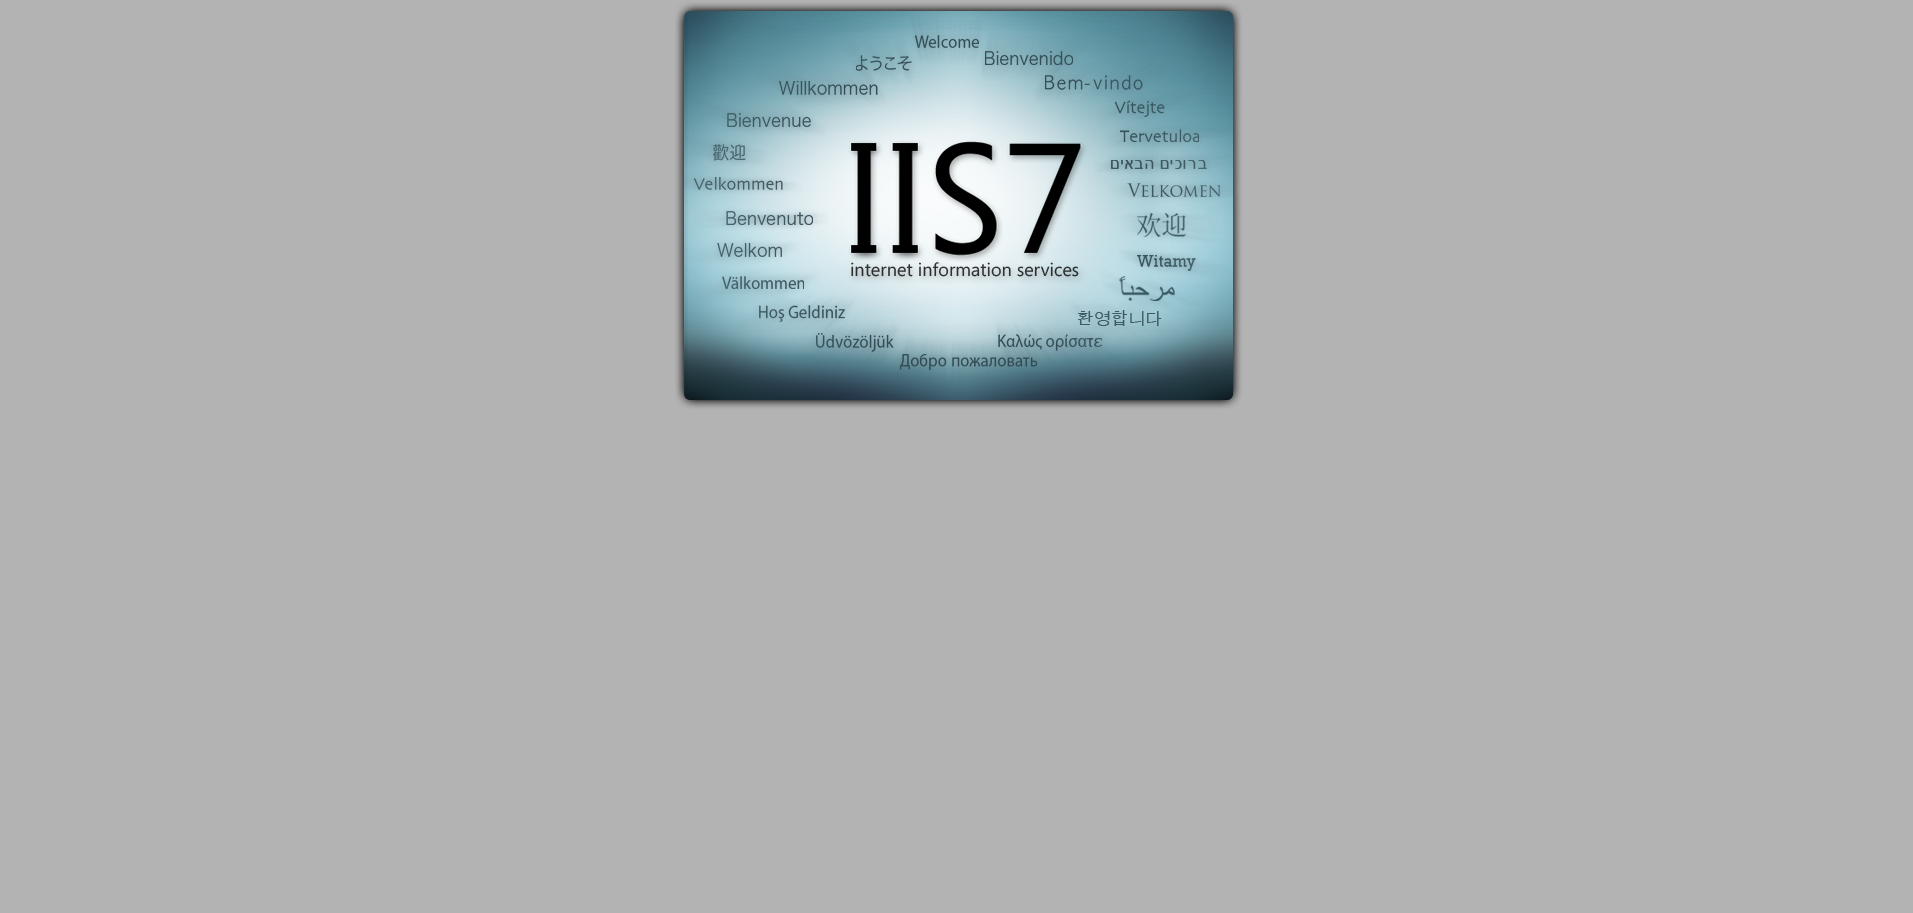 Welcome
Bienvenido
ようこそ
Bem-vindo
Willkommen
Vítejte
Bienvenue
Tervetuloa
歡迎
ברוכים הבאים
Velkommen
VELKOMEN
IIS7
Benvenuto
欢迎
Welkom
Witamy
internet information services
Välkommen
مرحباً
Hoş Geldiniz
환영합니다
Üdvözöljük
Καλώς ορίσατε
Добро пожаловать